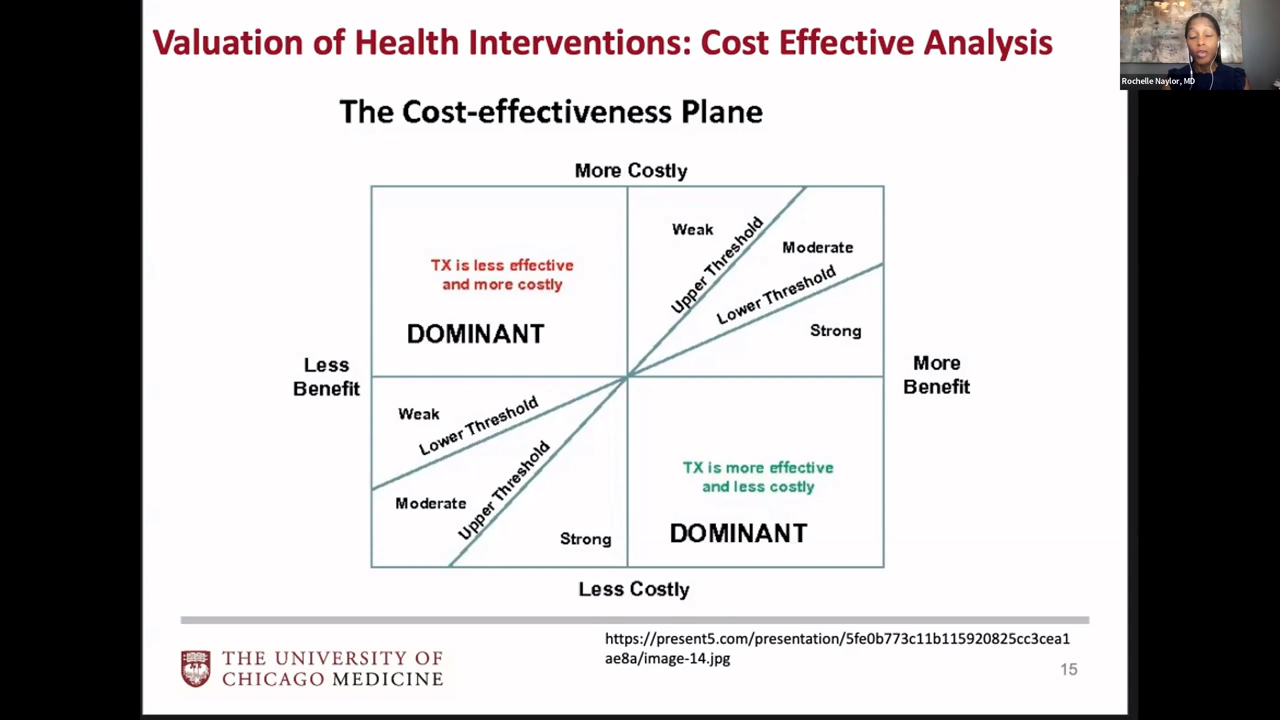 Valuation of Health Interventions: Cost Effective Analysis
Rochelle Naylor, MD
The Cost-effectiveness Plane
More Costly
Weak
Upper Threshold
Moderate
Lower Threshold
Strong
TX is less effective
and more costly
DOMINANT
Less
Benefit
More
Benefit
Weak
Lower Threshold
Moderate
Upper Threshold
Strong
TX is more effective
and less costly
DOMINANT
Less Costly
https://present5.com/presentation/5fe0b773c11b115920825cc3cea1
ae8a/image-14.jpg
THE UNIVERSITY OF
CHICAGO MEDICINE
15